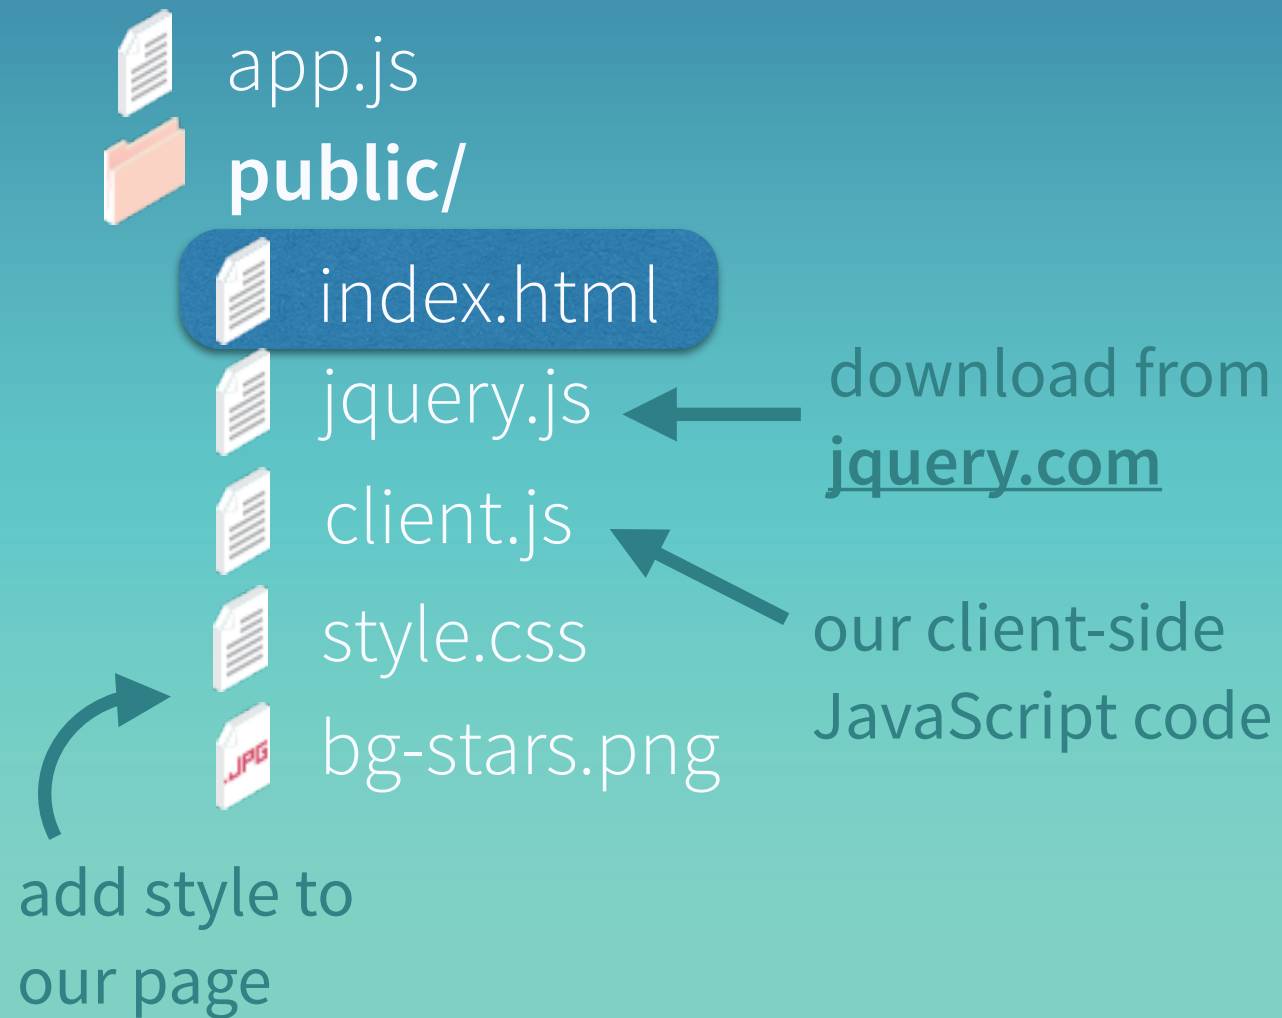 app.js
public/
index.html
jquery.js
download from
jquery.com
client.js
our client-side
JavaScript code
style.css
bg-stars.png
.JPG
add style to
our page